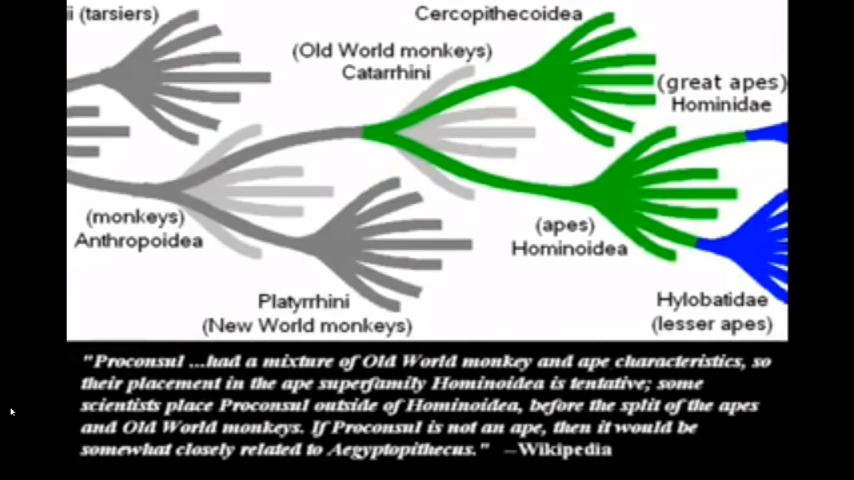 ii (tarsiers)
Cercopithecoidea
(Old World monkeys)
Catarrhini
(great apes)
Hominidae
(monkeys)
Anthropoidea
(apes)
Hominoidea
Platyrrhini
(New World monkeys)
Hylobatidae
(lesser apes)
"Proconsul ...had a mixture of Old World monkey and ape characteristics, so
their placement in the ape superfamily Hominoidea is tentative; some
scientists place Proconsul outside of Hominoidea, before the split of the apes
and Old World monkeys. If Proconsul is not an ape, then it would be
somewhat closely related to Aegyptopithecus." --Wikipedia